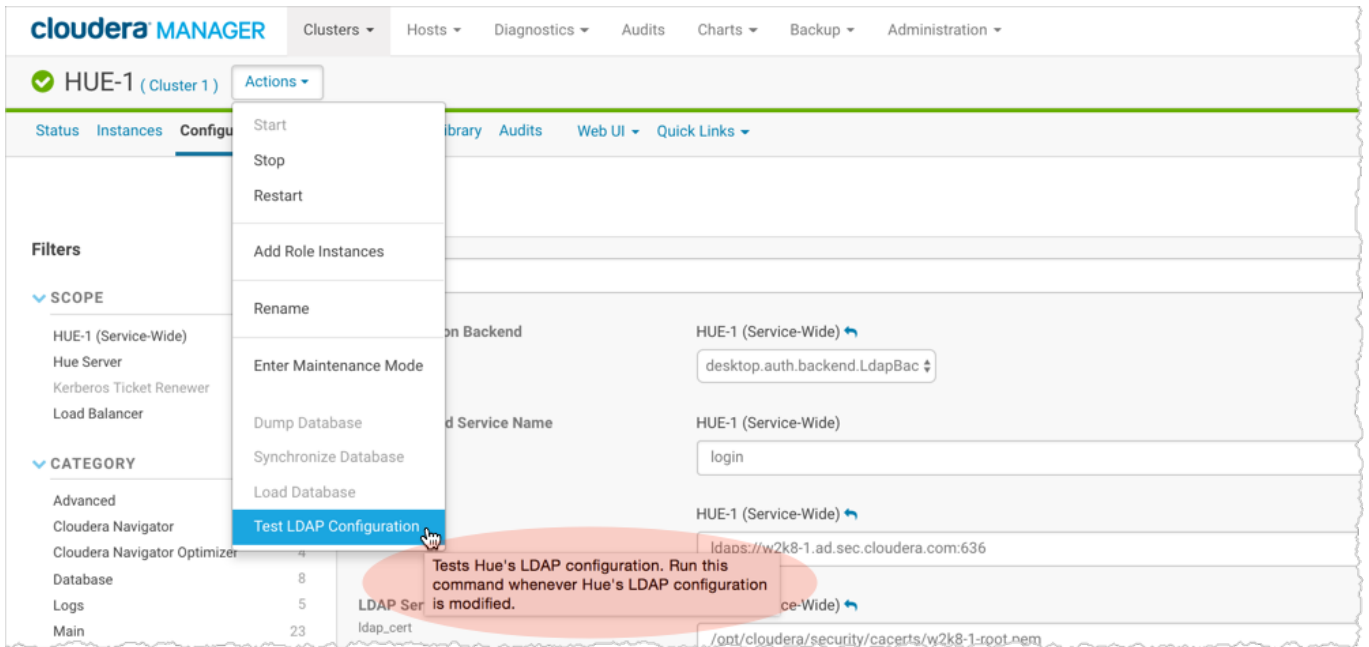 cloudera MANAGER Clusters Hosts Diagnostics Audits Charts Backup Administration
HUE-1 ( Cluster 1 ) Actions
Status Instances Configu ibrary Audits Web UI Quick Links
Start
Stop
Restart
Add Role Instances
Rename
Enter Maintenance Mode
Dump Database
Synchronize Database
Load Database
Test LDAP Configuration
Filters
SCOPE
HUE-1 (Service-Wide)
Hue Server
Kerberos Ticket Renewer
Load Balancer
CATEGORY
Advanced
Cloudera Navigator
Cloudera Navigator Optimizer 4
Database 8
Logs 5
Main 23
on Backend HUE-1 (Service-Wide)
desktop.auth.backend.LdapBac
d Service Name HUE-1 (Service-Wide)
login
HUE-1 (Service-Wide)
ldaps://w2k8-1.ad.sec.cloudera.com:636
Tests Hue's LDAP configuration. Run this
command whenever Hue's LDAP configuration
is modified.
LDAP Ser ce-Wide)
ldap_cert
/opt/cloudera/security/cacerts/w2k8-1-root.pem